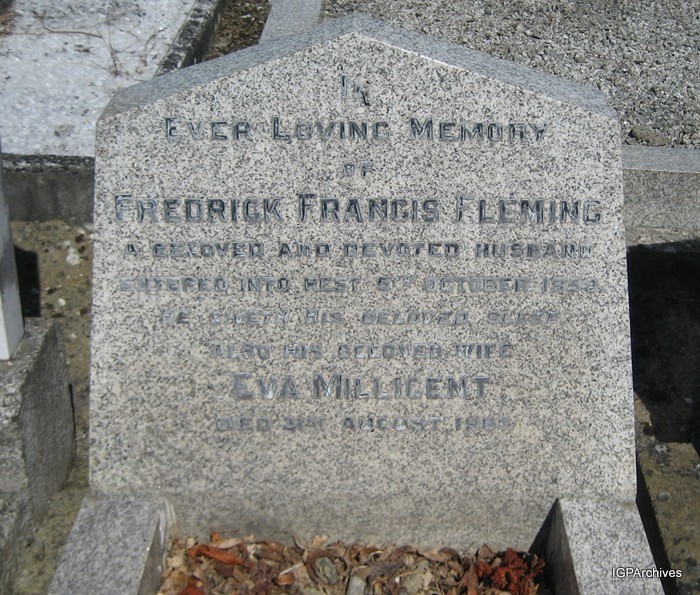 In
Ever Loving Memory
of
Fredrick Francis Fleming
A beloved and devoted husband
entered into rest 5th October
He giveth His beloved sleep
also his beloved wife
Eva Millicent
died 31st August
IGPArchives